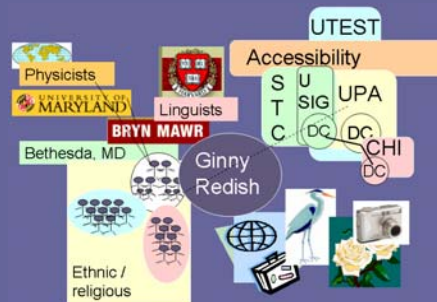 UTEST
Accessibility
Physicists
UNIVERSITY OF
MARYLAND
Linguists
BRYN MAWR
Bethesda, MD
Ginny
Redish
S
T
C
U
SIG
UPA
DC
DC
CHI
DC
Ethnic /
religious